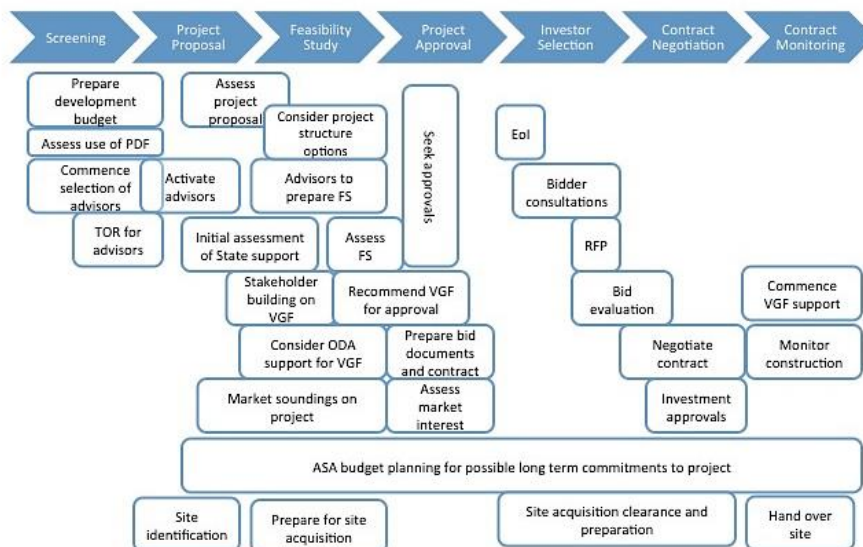 Screening
Project
Proposal
Feasibility
Study
Project
Approval
Investor
Selection
Contract
Negotiation
Contract
Monitoring
Prepare
development
budget
Assess
project
proposal
Consider project
structure
options
Seek approvals
EoI
Assess use of PDF
Commence
selection of
advisors
Activate
advisors
Advisors to
prepare FS
Bidder
consultations
TOR for
advisors
Initial assessment
of State support
Assess
FS
RFP
Stakeholder
building on
VGF
Recommend VGF
for approval
Bid
evaluation
Commence
VGF support
Consider ODA
support for VGF
Prepare bid
documents
and contract
Negotiate
contract
Monitor
construction
Market soundings on
project
Assess
market
interest
Investment
approvals
ASA budget planning for possible long term commitments to project
Site
identification
Prepare for site
acquisition
Site acquisition clearance and
preparation
Hand over
site